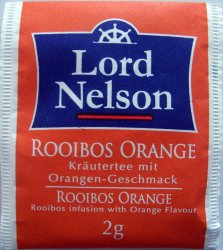 Lord
Nelson
ROOIBOS ORANGE
Kräutertee mit
Orangen-Geschmack
ROOIBOS ORANGE
Rooibos infusion with Orange Flavour
2g